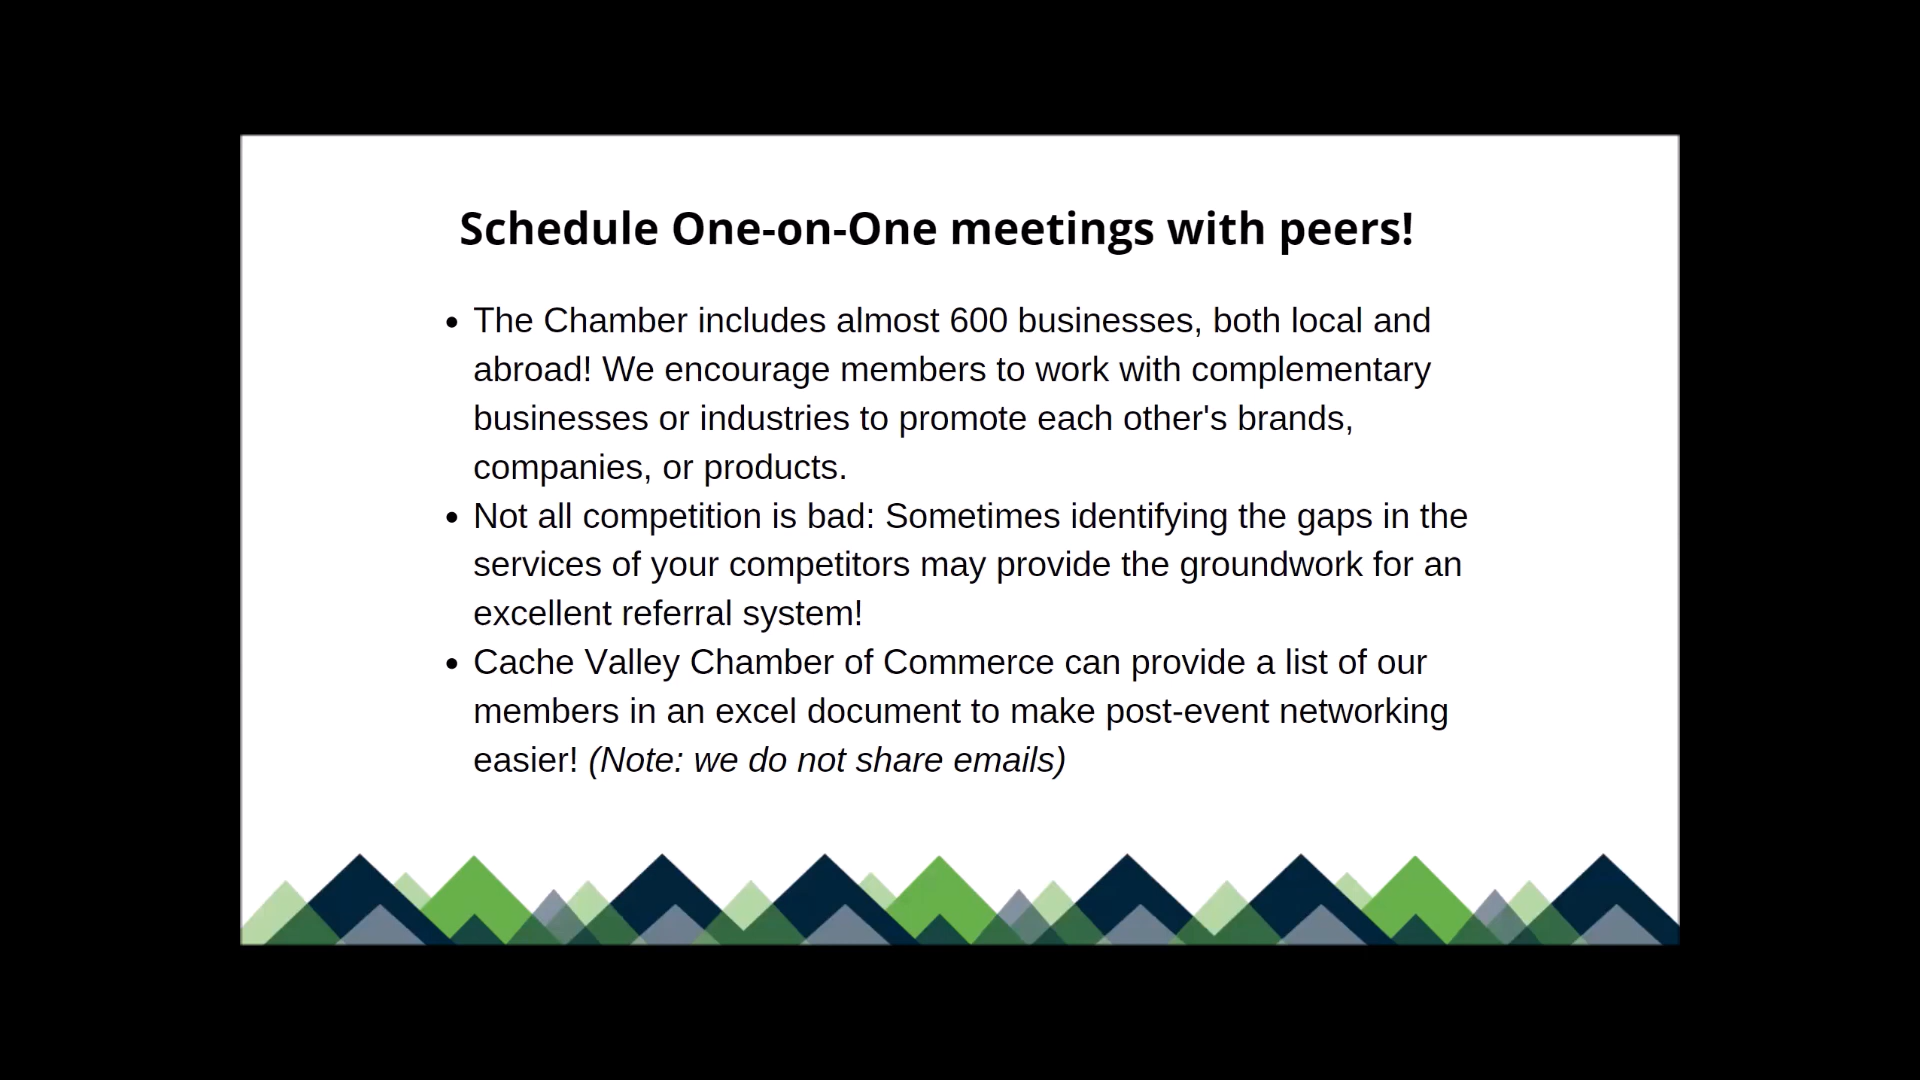 Schedule One-on-One meetings with peers!
• The Chamber includes almost 600 businesses, both local and
abroad! We encourage members to work with complementary
businesses or industries to promote each other's brands,
companies, or products.
• Not all competition is bad: Sometimes identifying the gaps in the
services of your competitors may provide the groundwork for an
excellent referral system!
• Cache Valley Chamber of Commerce can provide a list of our
members in an excel document to make post-event networking
easier! (Note: we do not share emails)